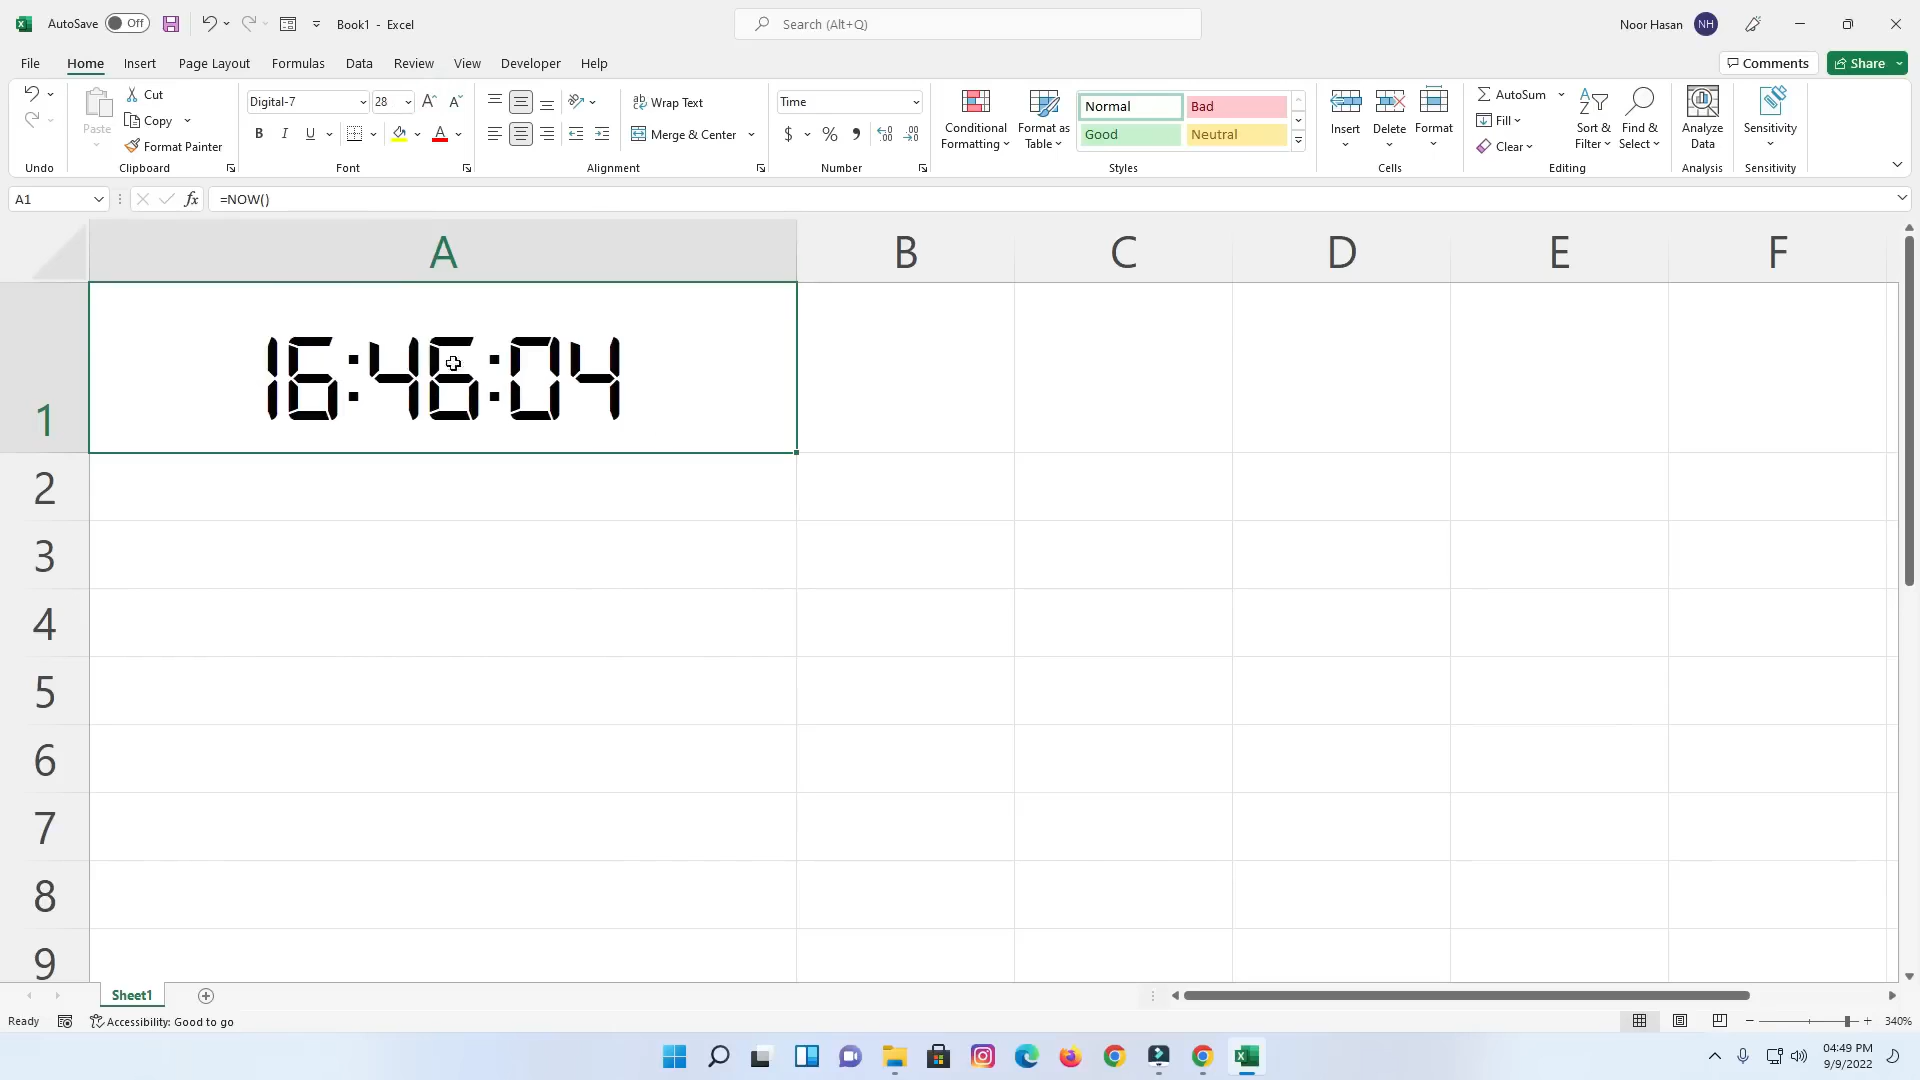 AutoSave Off Book1 - Excel Search (Alt+Q) Noor Hasan NH
File Home Insert Page Layout Formulas Data Review View Developer Help Comments Share
Paste Cut Copy Format Painter
Digital-7 28 B I U A
ab Wrap Text
Merge & Center
Time
$ % 9
Conditional Formatting
Format as Table
Normal Bad
Good Neutral
Insert Delete Format
AutoSum
Fill
Clear
Sort & Filter
Find & Select
Analyze Data
Sensitivity
Undo Clipboard Font Alignment Number Styles Cells Editing Analysis Sensitivity
A1 fx =NOW()
A B C D E F
1 16:46:04
2
3
4
5
6
7
8
9
Sheet1
Ready Accessibility: Good to go 340%
04:49 PM
9/9/2022